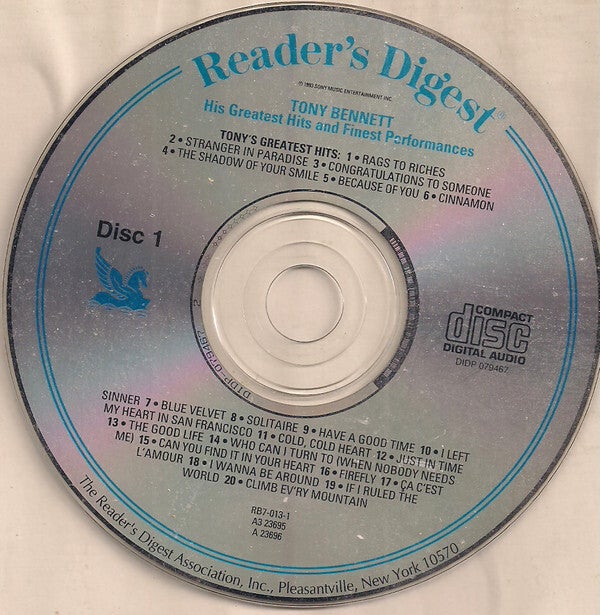 Reader's Digest®
© 1993 SONY MUSIC ENTERTAINMENT INC.
TONY BENNETT
His Greatest Hits and Finest Performances
TONY'S GREATEST HITS: 1 • RAGS TO RICHES
2 • STRANGER IN PARADISE 3 • CONGRATULATIONS TO SOMEONE
4 • THE SHADOW OF YOUR SMILE 5 • BECAUSE OF YOU 6 • CINNAMON
Disc 1
COMPACT
disc
DIGITAL AUDIO
DIDP 079467
DIDP-079467
2
SINNER 7 • BLUE VELVET 8 • SOLITAIRE 9 • HAVE A GOOD TIME 10 • I LEFT
MY HEART IN SAN FRANCISCO 11 • COLD, COLD HEART 12 • JUST IN TIME
13 • THE GOOD LIFE 14 • WHO CAN I TURN TO (WHEN NOBODY NEEDS
ME) 15 • CAN YOU FIND IT IN YOUR HEART 16 • FIREFLY 17 • ÇA C'EST
L'AMOUR 18 • I WANNA BE AROUND 19 • IF I RULED THE
WORLD 20 • CLIMB EV'RY MOUNTAIN
RB7-013-1
A3 23695
A 23696
The Reader's Digest Association, Inc., Pleasantville, New York 10570